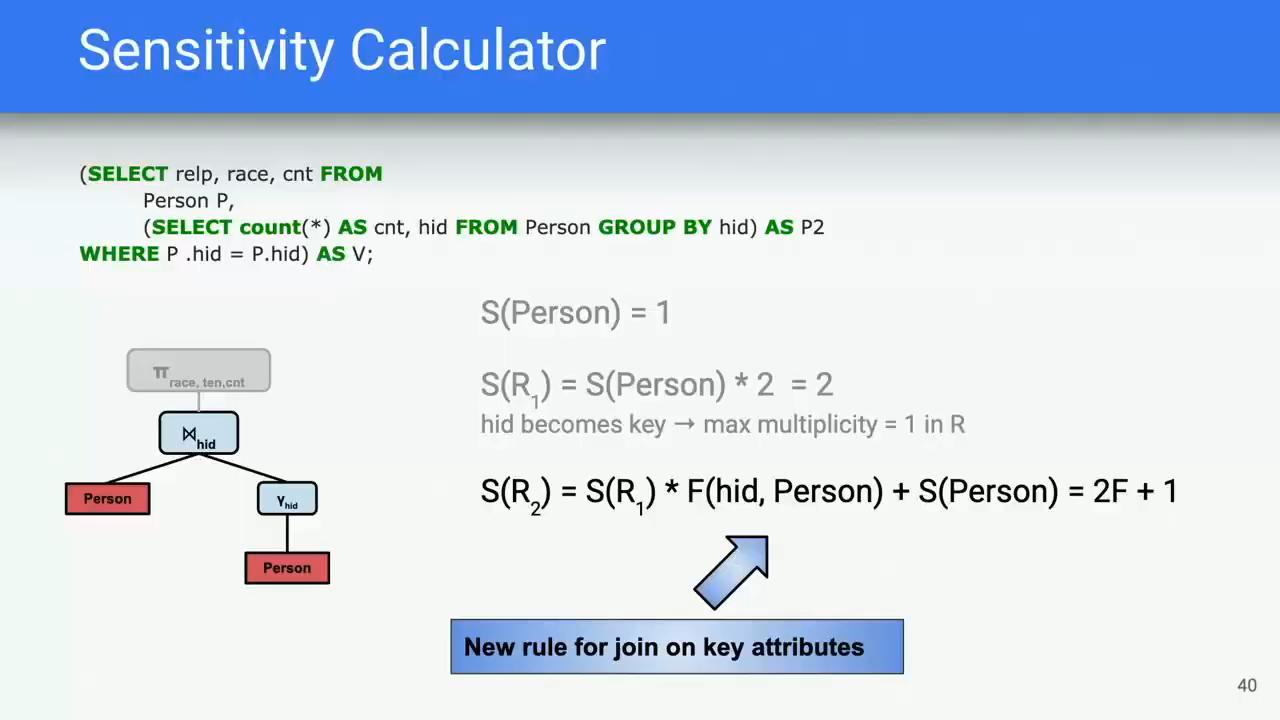 Sensitivity Calculator
(SELECT relp, race, cnt FROM
Person P,
(SELECT count(*) AS cnt, hid FROM Person GROUP BY hid) AS P2
WHERE P .hid = P.hid) AS V;
S(Person) = 1
π race, ten,cnt
S(R1) = S(Person) * 2 = 2
hid becomes key → max multiplicity = 1 in R
⋈hid
Person
γhid
S(R2) = S(R1) * F(hid, Person) + S(Person) = 2F + 1
Person
New rule for join on key attributes
40